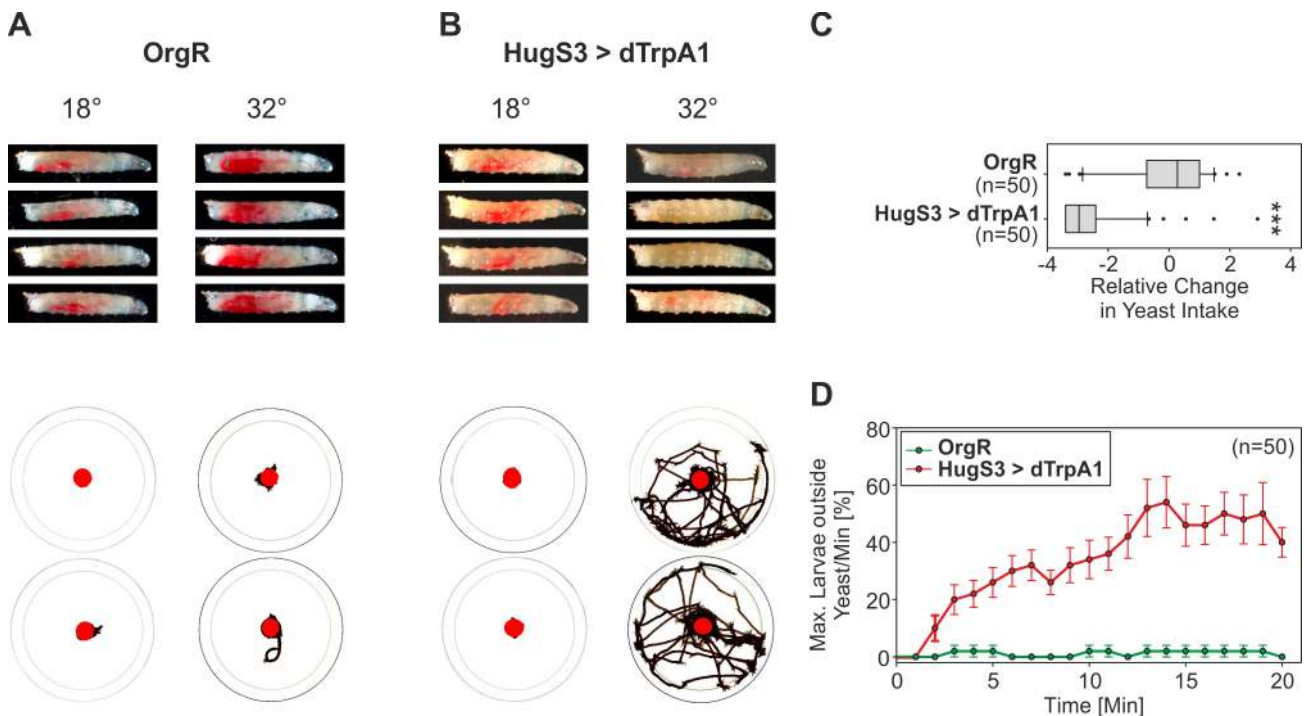 A
OrgR
18°
32°
B
HugS3 > dTrpA1
18°
32°
C
OrgR
(n=50)
HugS3 > dTrpA1
(n=50)
***
-4
-2
0
2
4
Relative Change
in Yeast Intake
D
Max. Larvae outside
Yeast/Min [%]
80
60
40
20
0
OrgR
HugS3 > dTrpA1
(n=50)
0
5
10
15
20
Time [Min]